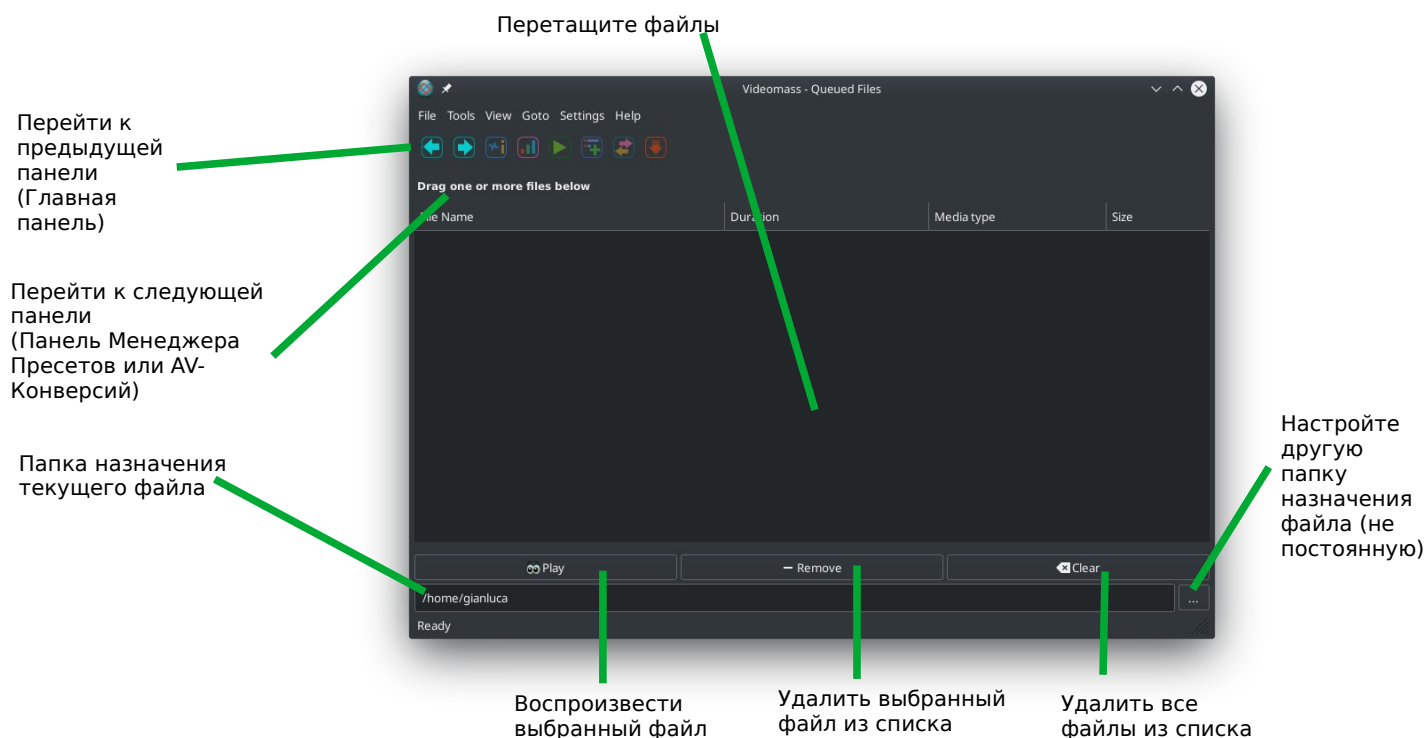 Перетащите файлы
Videomass - Queued Files
File Tools View Goto Settings Help
Перейти к
предыдущей
панели
(Главная
панель)
Drag one or more files below
File Name Duration Media type Size
Перейти к следующей
панели
(Панель Менеджера
Пресетов или AV-
Конверсий)
Настройте
другую
папку
назначения
файла (не
постоянную)
Папка назначения
текущего файла
Play Remove Clear
/home/gianluca ...
Ready
Воспроизвести
выбранный файл
Удалить выбранный
файл из списка
Удалить все
файлы из списка